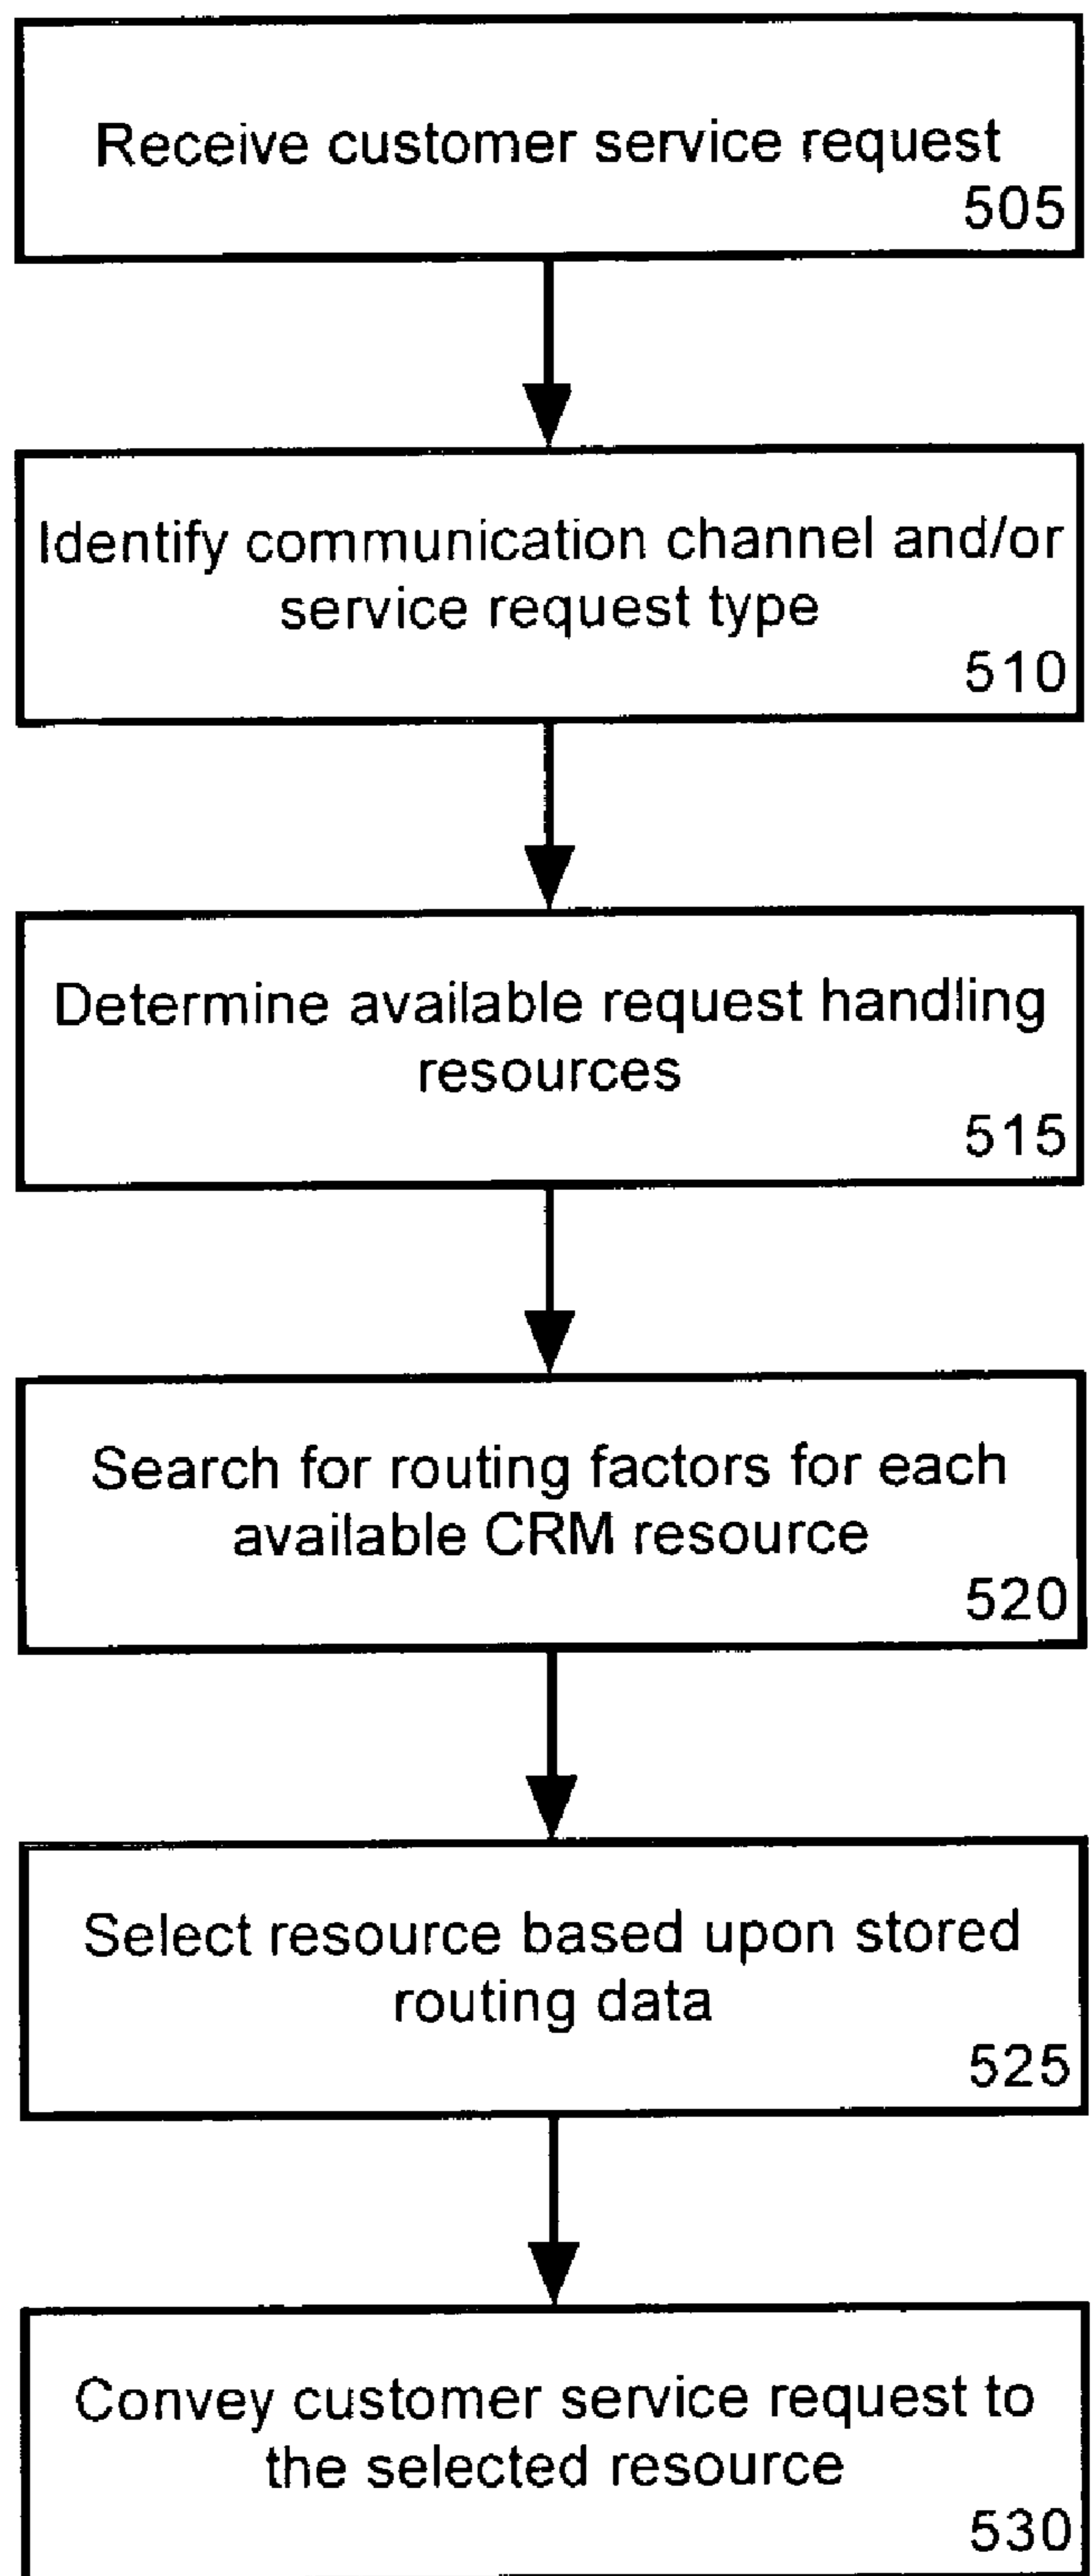 Receive customer service request
505
Identify communication channel and/or
service request type
510
Determine available request handling
resources
515
Search for routing factors for each
available CRM resource
520
Select resource based upon stored
routing data
525
Convey customer service request to
the selected resource
530